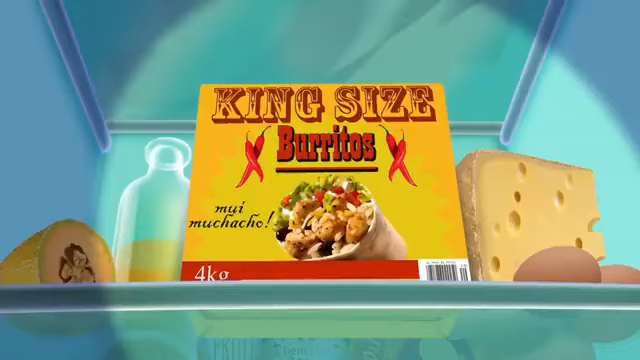 KING SIZE
Burritos
mui
muchacho!
4kg